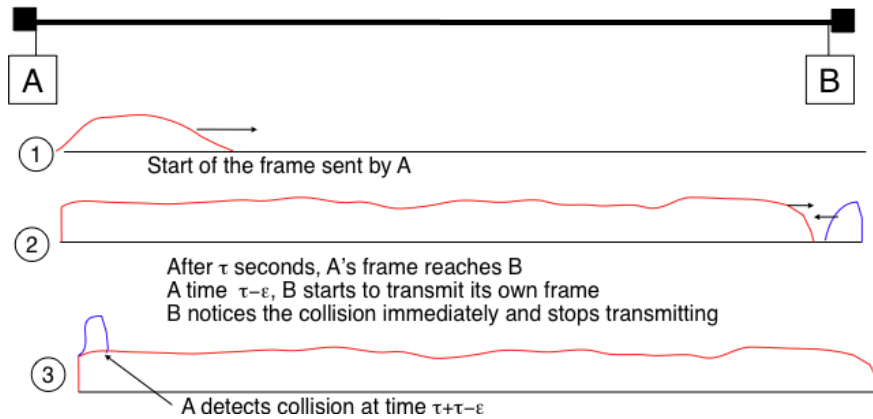 A
B
1
Start of the frame sent by A
2
After τ seconds, A's frame reaches B
A time τ−ε, B starts to transmit its own frame
B notices the collision immediately and stops transmitting
3
A detects collision at time τ+τ−ε